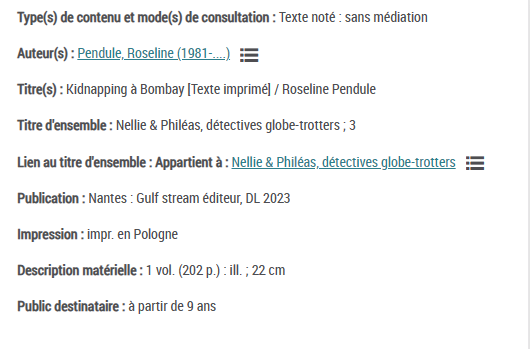 Type(s) de contenu et mode(s) de consultation : Texte noté : sans médiation
Auteur(s) : Pendule, Roseline (1981-....)
Titre(s) : Kidnapping à Bombay [Texte imprimé] / Roseline Pendule
Titre d'ensemble : Nellie & Philéas, détectives globe-trotters ; 3
Lien au titre d'ensemble : Appartient à : Nellie & Philéas, détectives globe-trotters
Publication : Nantes : Gulf stream éditeur, DL 2023
Impression : impr. en Pologne
Description matérielle : 1 vol. (202 p.) : ill. ; 22 cm
Public destinataire : à partir de 9 ans